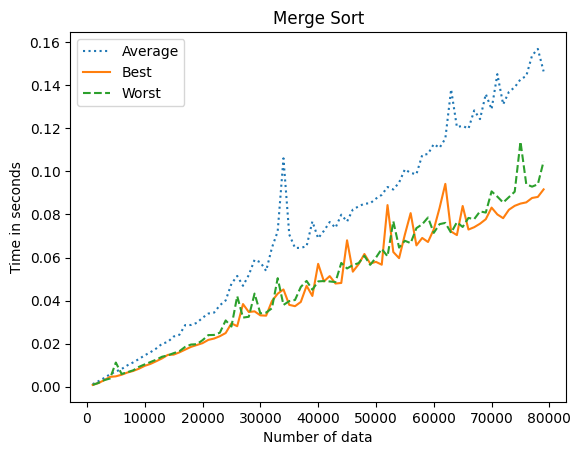 Merge Sort
Average
Best
Worst
0.16
0.14
0.12
0.10
0.08
0.06
0.04
0.02
0.00
Time in seconds
0 10000 20000 30000 40000 50000 60000 70000 80000
Number of data